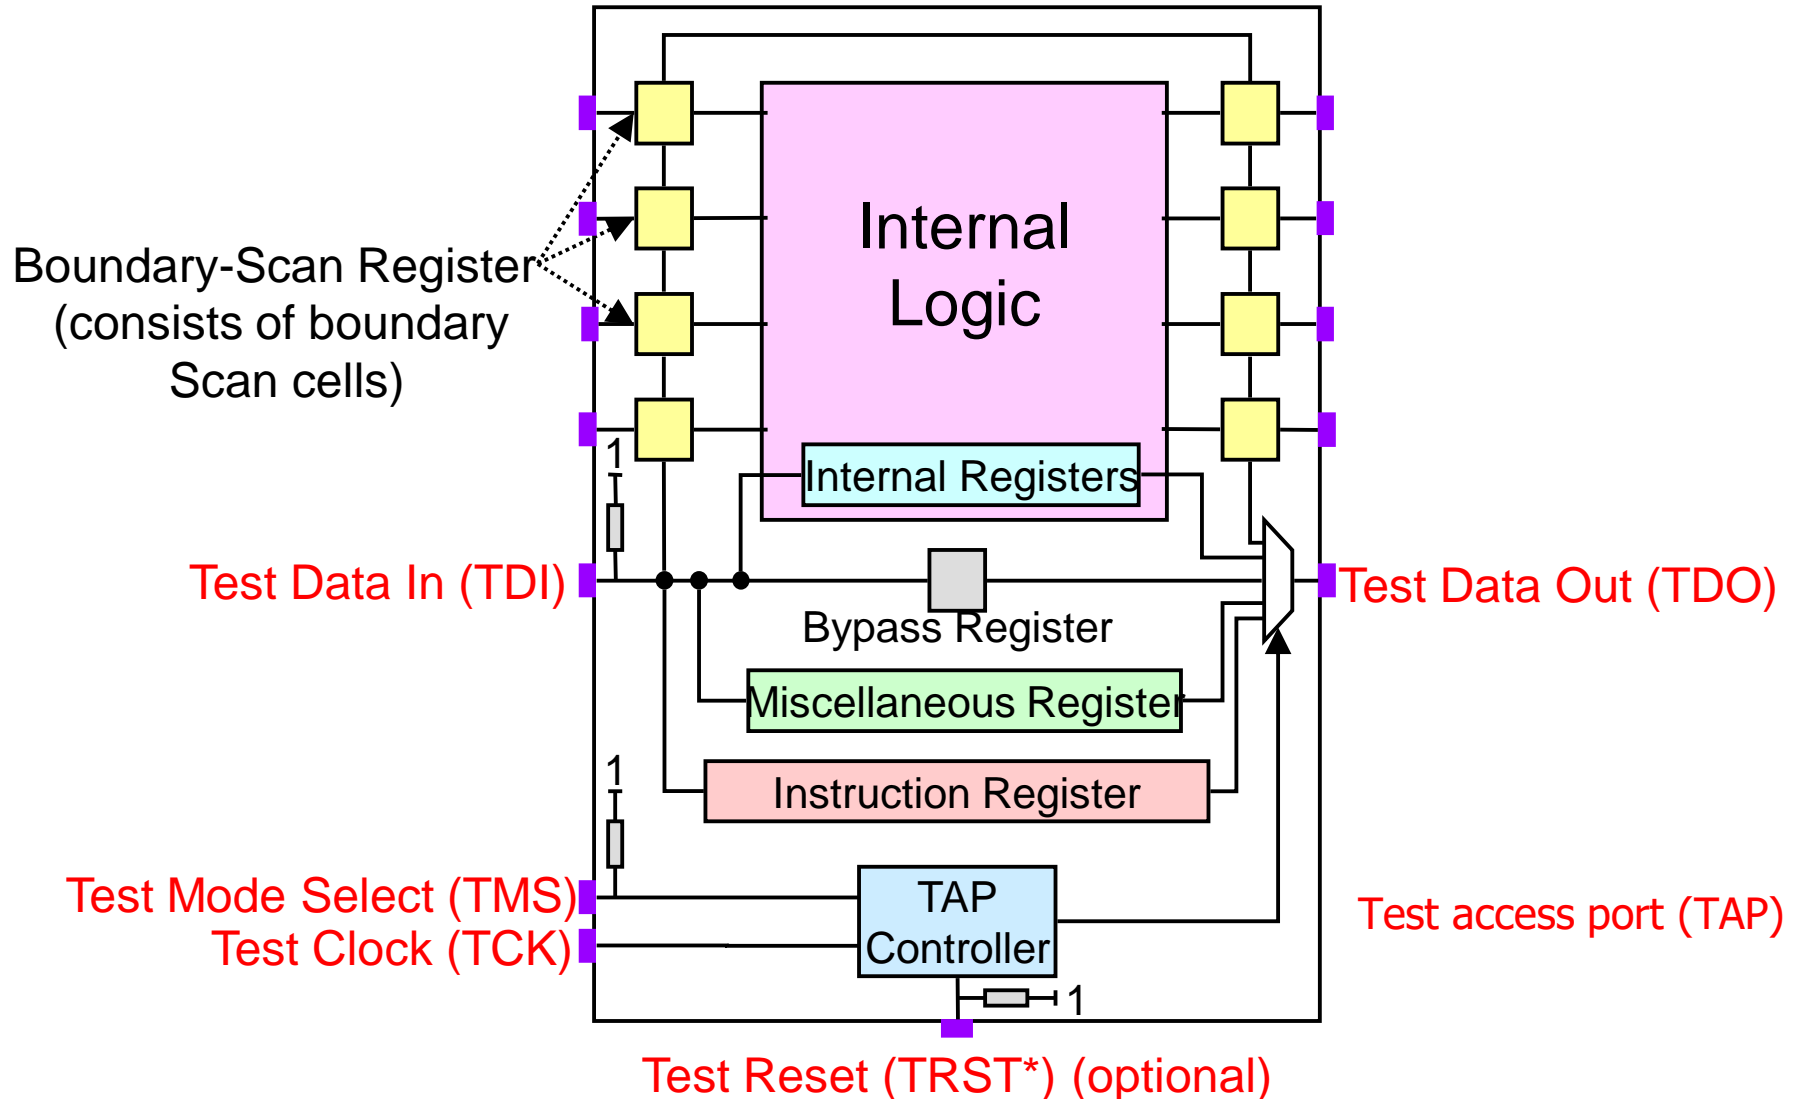 Internal
Logic
Boundary-Scan Register
(consists of boundary
Scan cells)
1
Internal Registers
Test Data In (TDI)
Test Data Out (TDO)
Bypass Register
Miscellaneous Register
1
Instruction Register
Test Mode Select (TMS)
TAP
Controller
Test access port (TAP)
Test Clock (TCK)
1
Test Reset (TRST*) (optional)